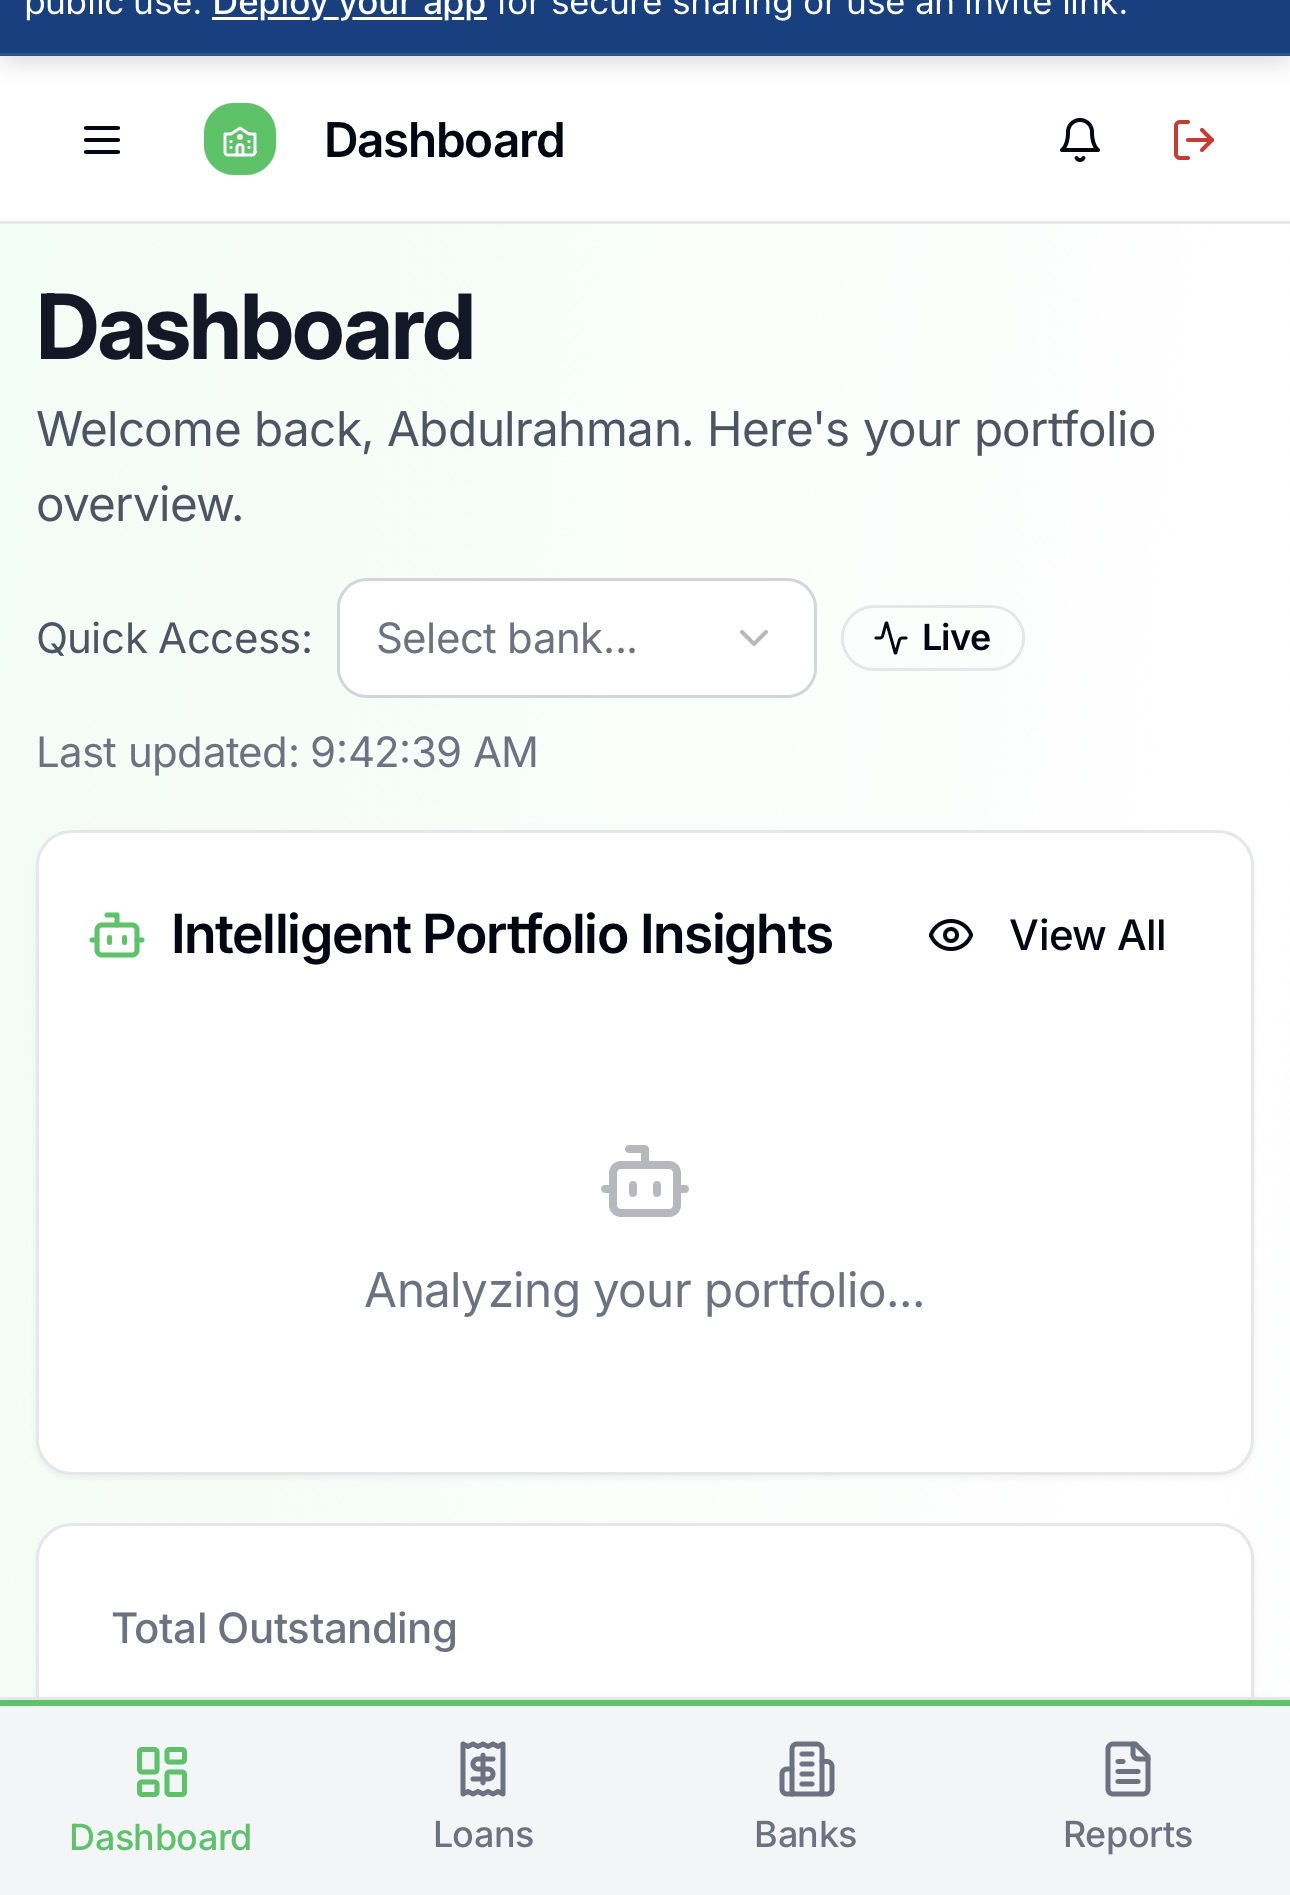 public use. Deploy your app for secure sharing or use an invite link.
Dashboard
Dashboard
Welcome back, Abdulrahman. Here's your portfolio
overview.
Quick Access:
Select bank...
Live
Last updated: 9:42:39 AM
Intelligent Portfolio Insights
View All
Analyzing your portfolio...
Total Outstanding
Dashboard
Loans
Banks
Reports